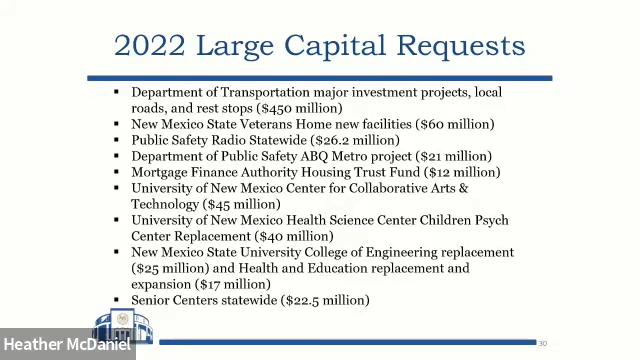 2022 Large Capital Requests
▪ Department of Transportation major investment projects, local
roads, and rest stops ($450 million)
▪ New Mexico State Veterans Home new facilities ($60 million)
▪ Public Safety Radio Statewide ($26.2 million)
▪ Department of Public Safety ABQ Metro project ($21 million)
▪ Mortgage Finance Authority Housing Trust Fund ($12 million)
▪ University of New Mexico Center for Collaborative Arts &
Technology ($45 million)
▪ University of New Mexico Health Science Center Children Psych
Center Replacement ($40 million)
▪ New Mexico State University College of Engineering replacement
($25 million) and Health and Education replacement and
expansion ($17 million)
▪ Senior Centers statewide ($22.5 million)
Heather McDaniel
30